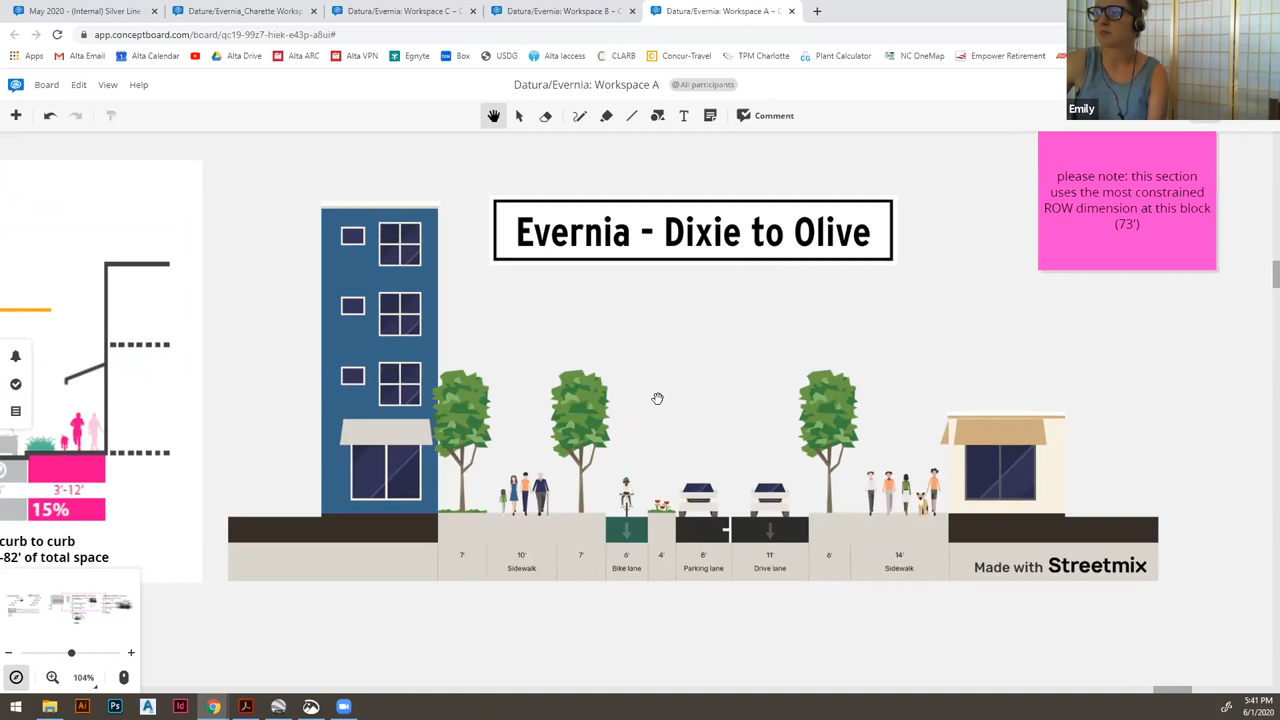 May 2020 - (Internal) Silver Line
Datura/Evernia_Charette Worksp
Datura/Evernia: Workspace C – C
Datura/Evernia: Workspace B – C
Datura/Evernia: Workspace A – C
app.conceptboard.com/board/qc19-99z7-hiek-e43p-a8ui#
Apps
Alta Email
Alta Calendar
Alta Drive
Alta ARC
Alta VPN
Egnyte
Box
USDG
Alta Iaccess
CLARB
Concur-Travel
TPM Charlotte
Plant Calculator
NC OneMap
Empower Retirement
Board
Edit
View
Help
Datura/Evernia: Workspace A
All participants
Emily
Comment
please note: this section
uses the most constrained
ROW dimension at this block
(73')
Evernia - Dixie to Olive
3'-12'
15%
curb to curb
-82' of total space
7'
10'
7'
6'
4'
8'
11'
6'
14'
Sidewalk
Bike lane
Parking lane
Drive lane
Sidewalk
Made with Streetmix
104%
5:41 PM
6/1/2020